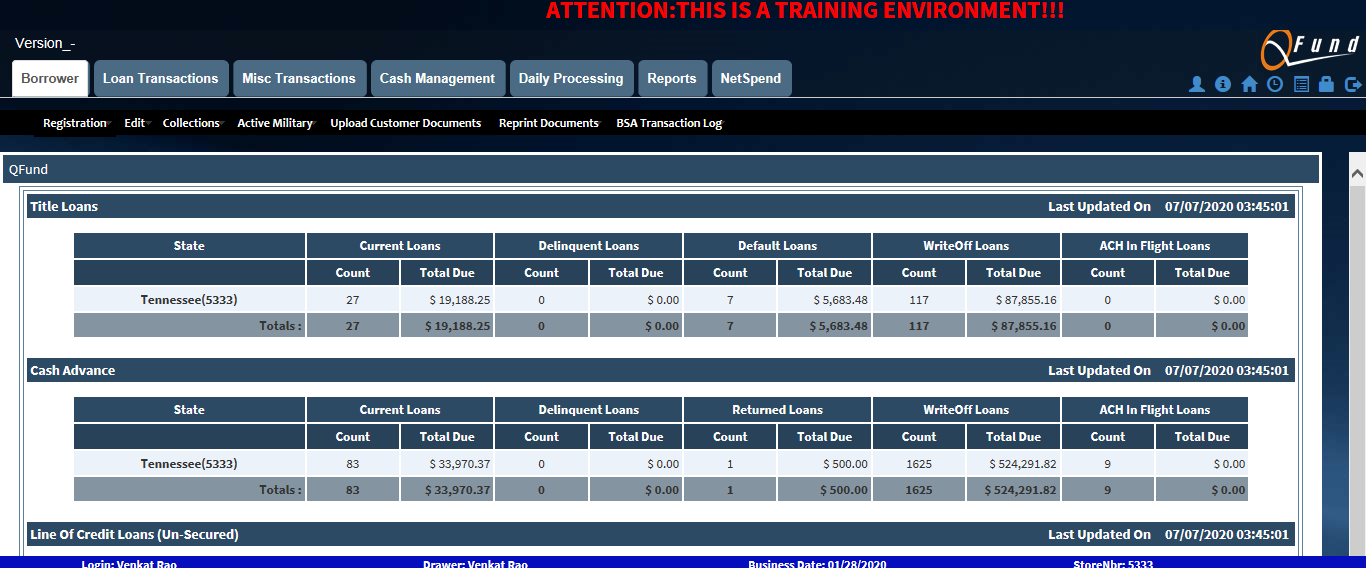 ATTENTION:THIS IS A TRAINING ENVIRONMENT!!!
Version_-
QFund
Borrower Loan Transactions Misc Transactions Cash Management Daily Processing Reports NetSpend
Registration Edit Collections Active Military Upload Customer Documents Reprint Documents BSA Transaction Log
QFund
Title Loans Last Updated On 07/07/2020 03:45:01
State Current Loans Delinquent Loans Default Loans WriteOff Loans ACH In Flight Loans
Count Total Due Count Total Due Count Total Due Count Total Due Count Total Due
Tennessee(5333) 27 $ 19,188.25 0 $ 0.00 7 $ 5,683.48 117 $ 87,855.16 0 $ 0.00
Totals : 27 $ 19,188.25 0 $ 0.00 7 $ 5,683.48 117 $ 87,855.16 0 $ 0.00
Cash Advance Last Updated On 07/07/2020 03:45:01
State Current Loans Delinquent Loans Returned Loans WriteOff Loans ACH In Flight Loans
Count Total Due Count Total Due Count Total Due Count Total Due Count Total Due
Tennessee(5333) 83 $ 33,970.37 0 $ 0.00 1 $ 500.00 1625 $ 524,291.82 9 $ 0.00
Totals : 83 $ 33,970.37 0 $ 0.00 1 $ 500.00 1625 $ 524,291.82 9 $ 0.00
Line Of Credit Loans (Un-Secured) Last Updated On 07/07/2020 03:45:01
Login: Venkat Rao Drawer: Venkat Rao Business Date: 01/28/2020 StoreNbr: 5333